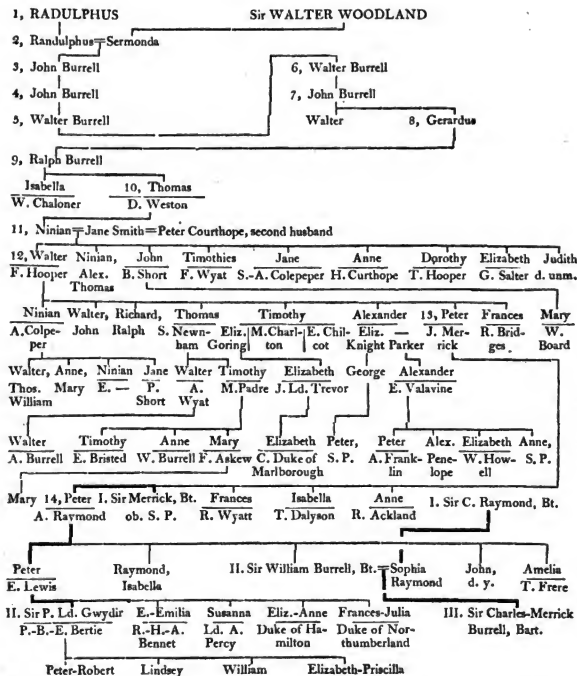 1, RADULPHUS Sir WALTER WOODLAND
2, Randulphus=Sermonda
3, John Burrell 6, Walter Burrell
4, John Burrell 7, John Burrell
5, Walter Burrell Walter 8, Gerardus
9, Ralph Burrell
Isabella 10, Thomas
W. Chaloner D. Weston
11, Ninian=Jane Smith=Peter Courthope, second husband
12, Walter Ninian, John Timothies Jane Anne Dorothy Elizabeth Judith
F. Hooper Alex. B. Short F. Wyat S.-A. Colepeper H. Curthope T. Hooper G. Salter d. unm.
Thomas
Ninian Walter, Richard, Thomas Timothy Alexander 13, Peter Frances Mary
A. Colpe- John Ralph S. Newn- Eliz. M. Charl- E. Chil- Eliz. — J. Mer- R. Brid- W.
per ham Goring ton cot Knight Parker rick ges Board
Walter, Anne, Ninian Jane Walter Timothy Elizabeth George Alexander
Thos. Mary E. — P. A. M. Padre J. Ld. Trevor E. Valavine
William Short Wyat
Walter Timothy Anne Mary Elizabeth Peter, Peter Alex. Elizabeth Anne,
A. Burrell E. Bristed W. Burrell F. Askew C. Duke of S. P. A. Frank- Pene- W. How- S. P.
Marlborough lin lope ell
Mary 14, Peter I. Sir Merrick, Bt. Frances Isabella Anne I. Sir C. Raymond, Bt.
A. Raymond ob. S. P. R. Wyatt T. Dalyson R. Ackland
Peter Raymond, II. Sir William Burrell, Bt.=Sophia John, Amelia
E. Lewis Isabella Raymond d. y. T. Frere
II. Sir P. Ld. Gwydir E.-Emilia Susanna Eliz.-Anne Frances-Julia III. Sir Charles-Merrick
P.-B.-E. Bertie R.-H.-A. Ld. A. Duke of Ha- Duke of Nor- Burrell, Bart.
Bennet Percy milton thumberland
Peter-Robert Lindsey William Elizabeth-Priscilla